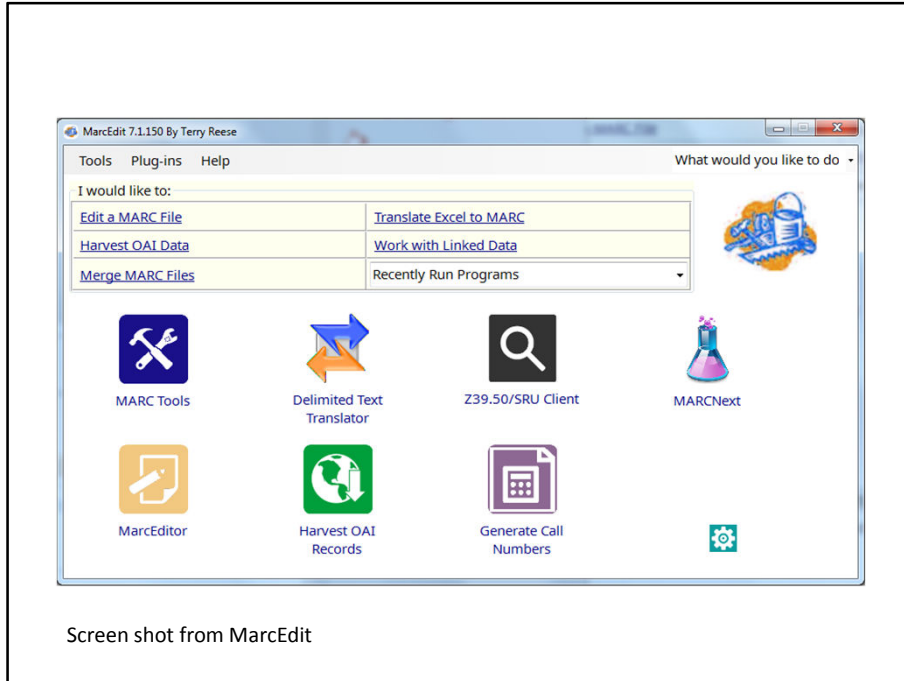 MarcEdit 7.1.150 By Terry Reese
Tools Plug-ins Help What would you like to do
I would like to:
Edit a MARC File Translate Excel to MARC
Harvest OAI Data Work with Linked Data
Merge MARC Files Recently Run Programs
MARC Tools
Delimited Text
Translator
Z39.50/SRU Client
MARCNext
MarcEditor
Harvest OAI
Records
Generate Call
Numbers
Screen shot from MarcEdit